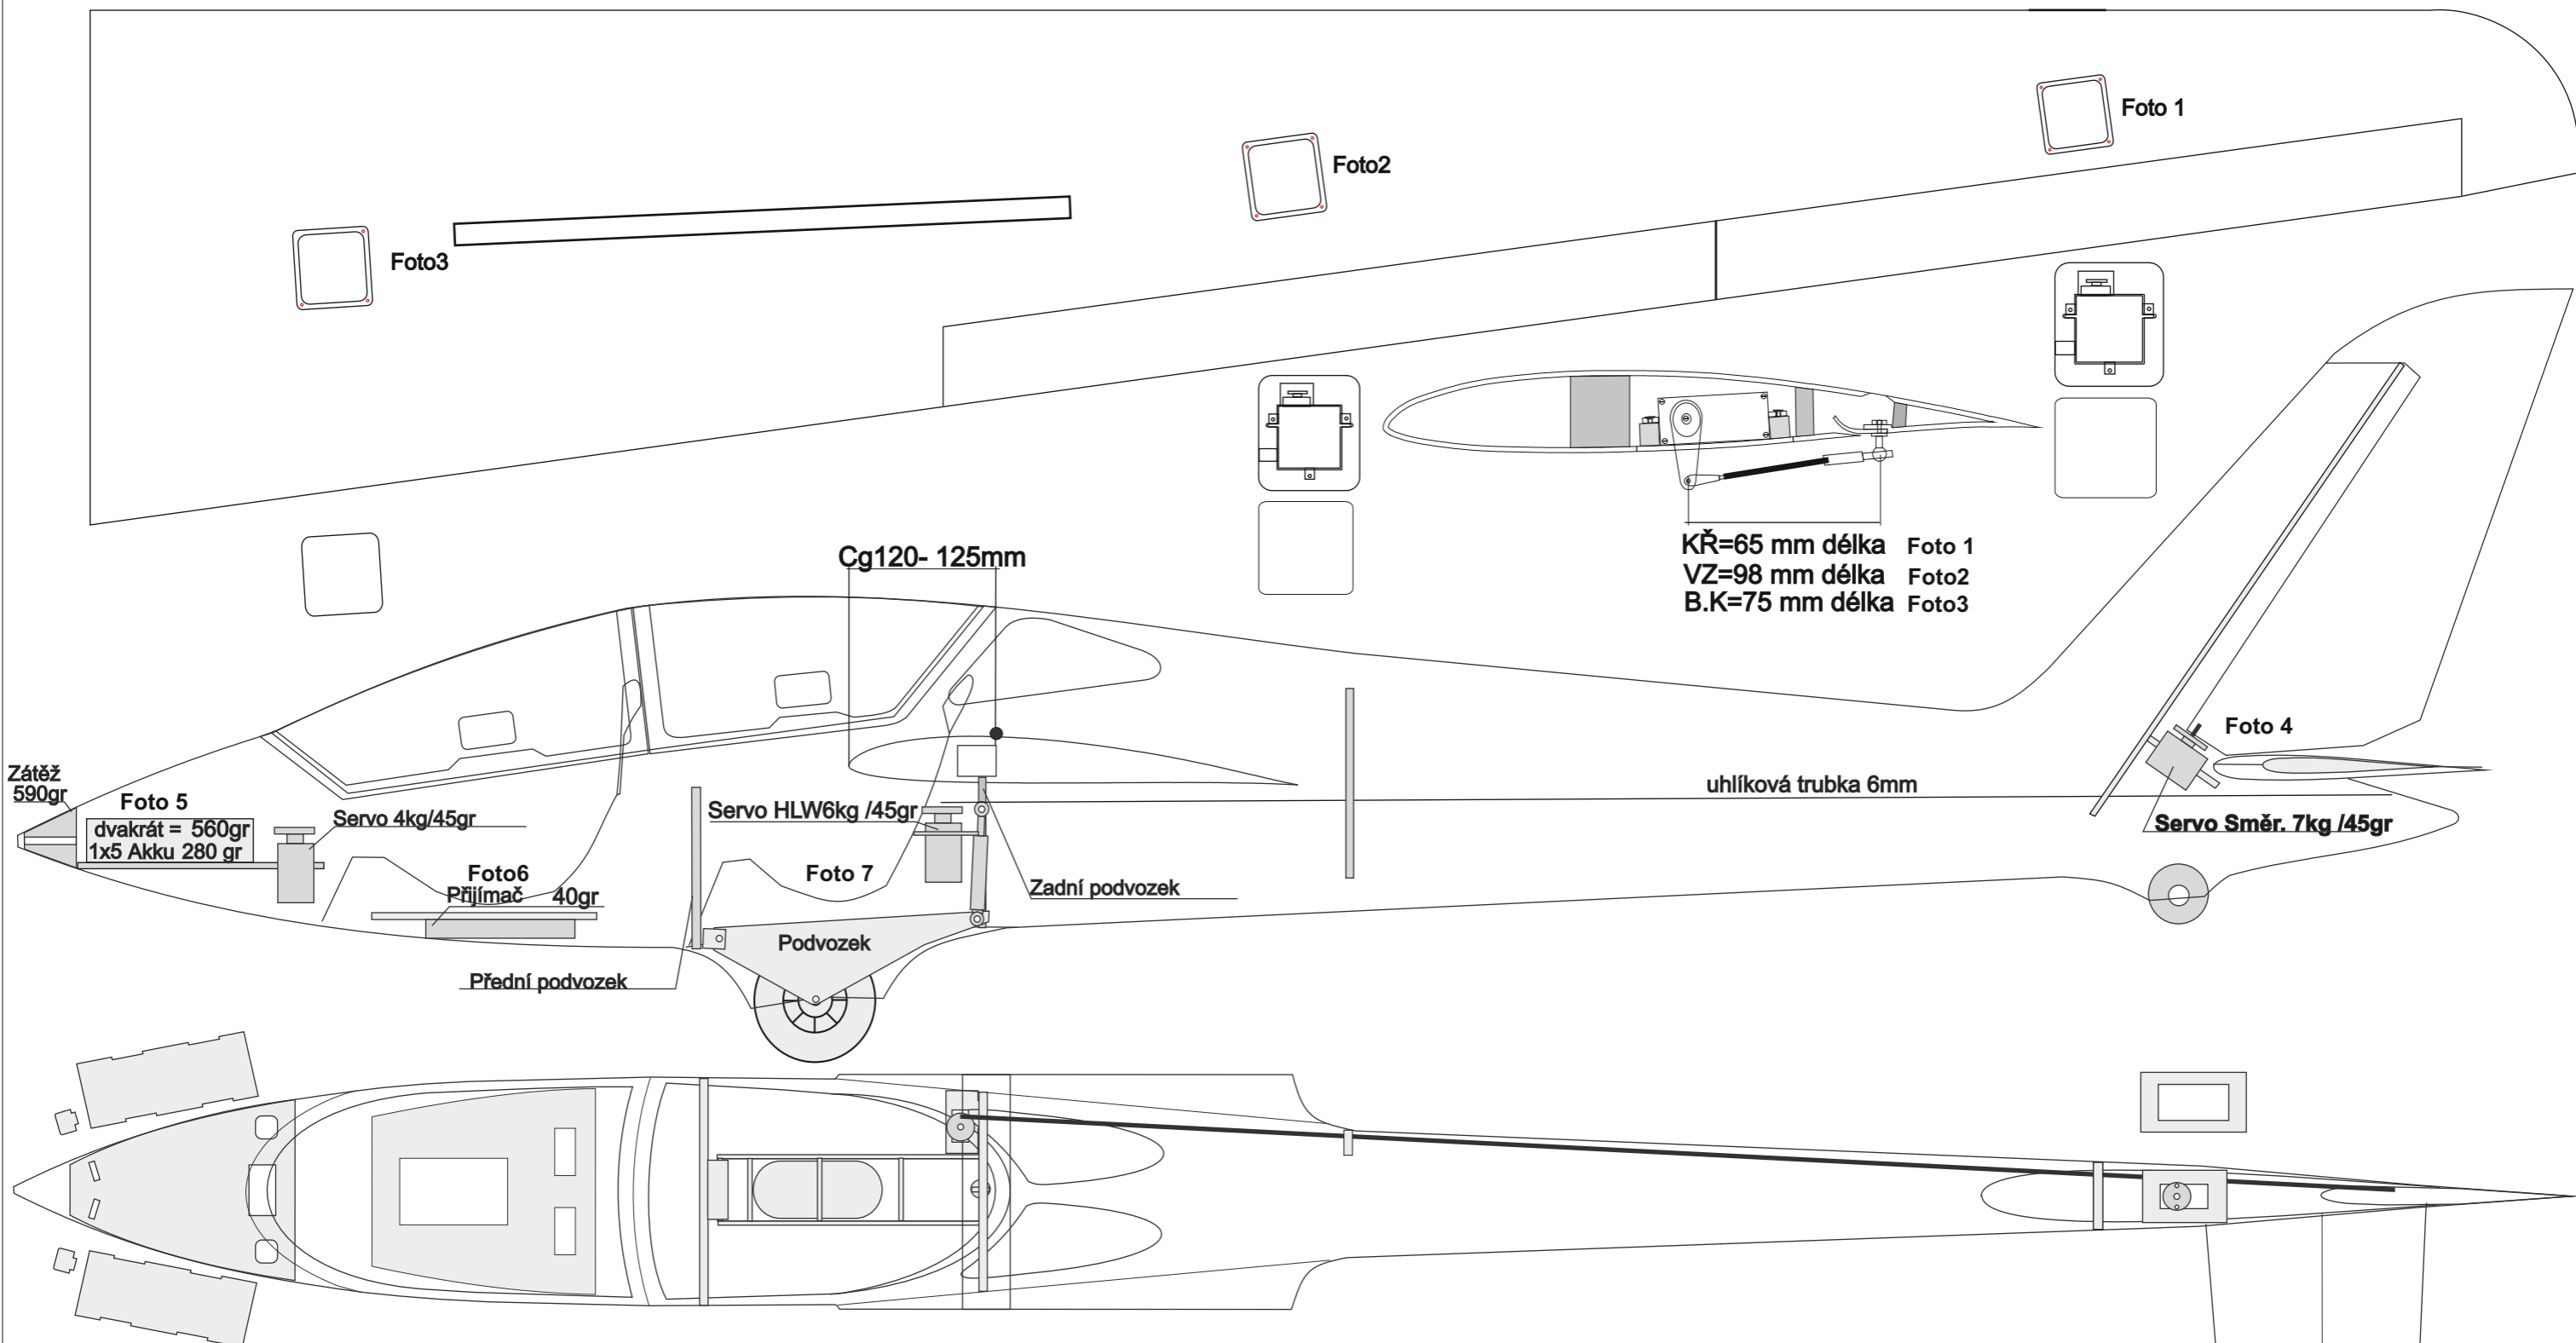 Foto 1
Foto2
Foto3
KŘ=65 mm délka Foto 1
VZ=98 mm délka Foto2
B.K=75 mm délka Foto3
Cg120- 125mm
Foto 4
Zátěž
590gr
Foto 5
dvakrát = 560gr
1x5 Akku 280 gr
Servo 4kg/45gr
Servo HLW6kg /45gr
uhlíková trubka 6mm
Servo Směr. 7kg /45gr
Foto6
Přijímač 40gr
Foto 7
Zadní podvozek
Podvozek
Přední podvozek